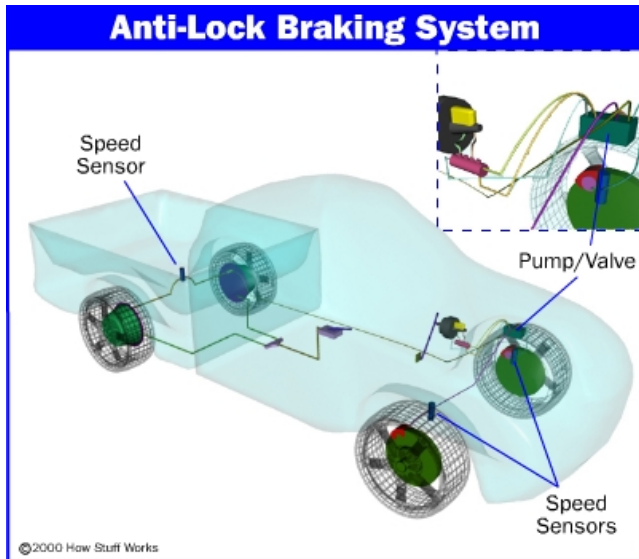 Anti-Lock Braking System
Speed
Sensor
Pump/Valve
Speed
Sensors
©2000 How Stuff Works